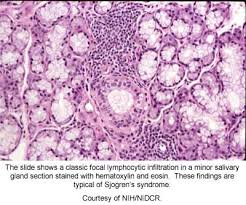 The slide shows a classic focal lymphocytic infiltration in a minor salivary
gland section stained with hematoxylin and eosin.  These findings are
typical of Sjogren's syndrome.
Courtesy of NIH/NIDCR.